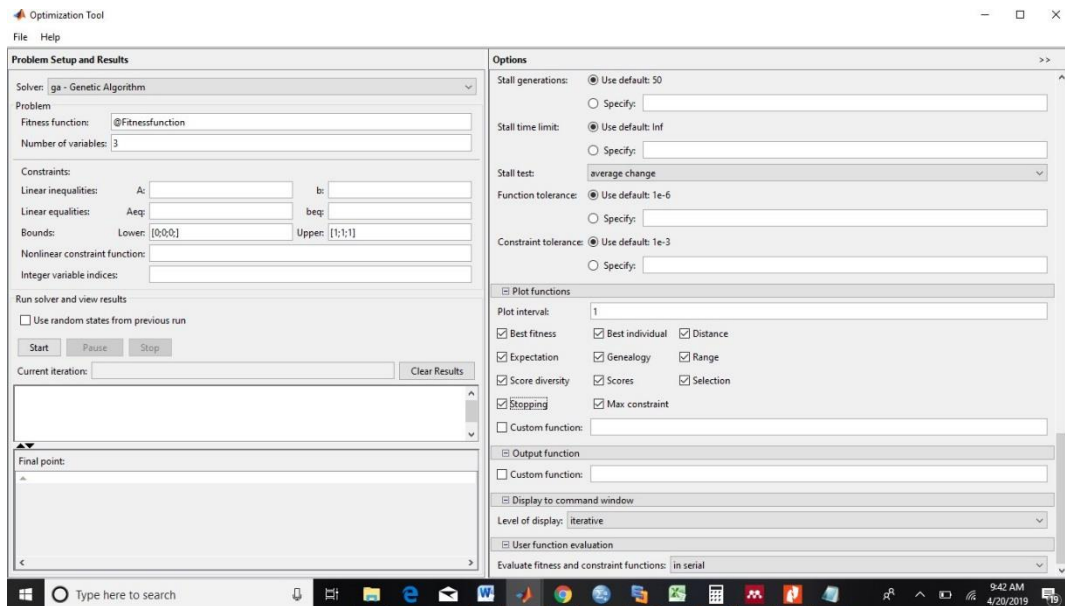 Optimization Tool
File Help
Problem Setup and Results
Solver: ga - Genetic Algorithm
Problem
Fitness function: @Fitnessfunction
Number of variables: 3
Constraints:
Linear inequalities: A: b:
Linear equalities: Aeq: beq:
Bounds: Lower: [0;0;0;] Upper: [1;1;1]
Nonlinear constraint function:
Integer variable indices:
Run solver and view results
Use random states from previous run
Start Pause Stop
Current iteration: Clear Results
Final point:
Options >>
Stall generations: Use default: 50
Specify:
Stall time limit: Use default: Inf
Specify:
Stall test: average change
Function tolerance: Use default: 1e-6
Specify:
Constraint tolerance: Use default: 1e-3
Specify:
Plot functions
Plot interval: 1
Best fitness Best individual Distance
Expectation Genealogy Range
Score diversity Scores Selection
Stopping Max constraint
Custom function:
Output function
Custom function:
Display to command window
Level of display: iterative
User function evaluation
Evaluate fitness and constraint functions: in serial
Type here to search
9:42 AM
4/20/2019
19